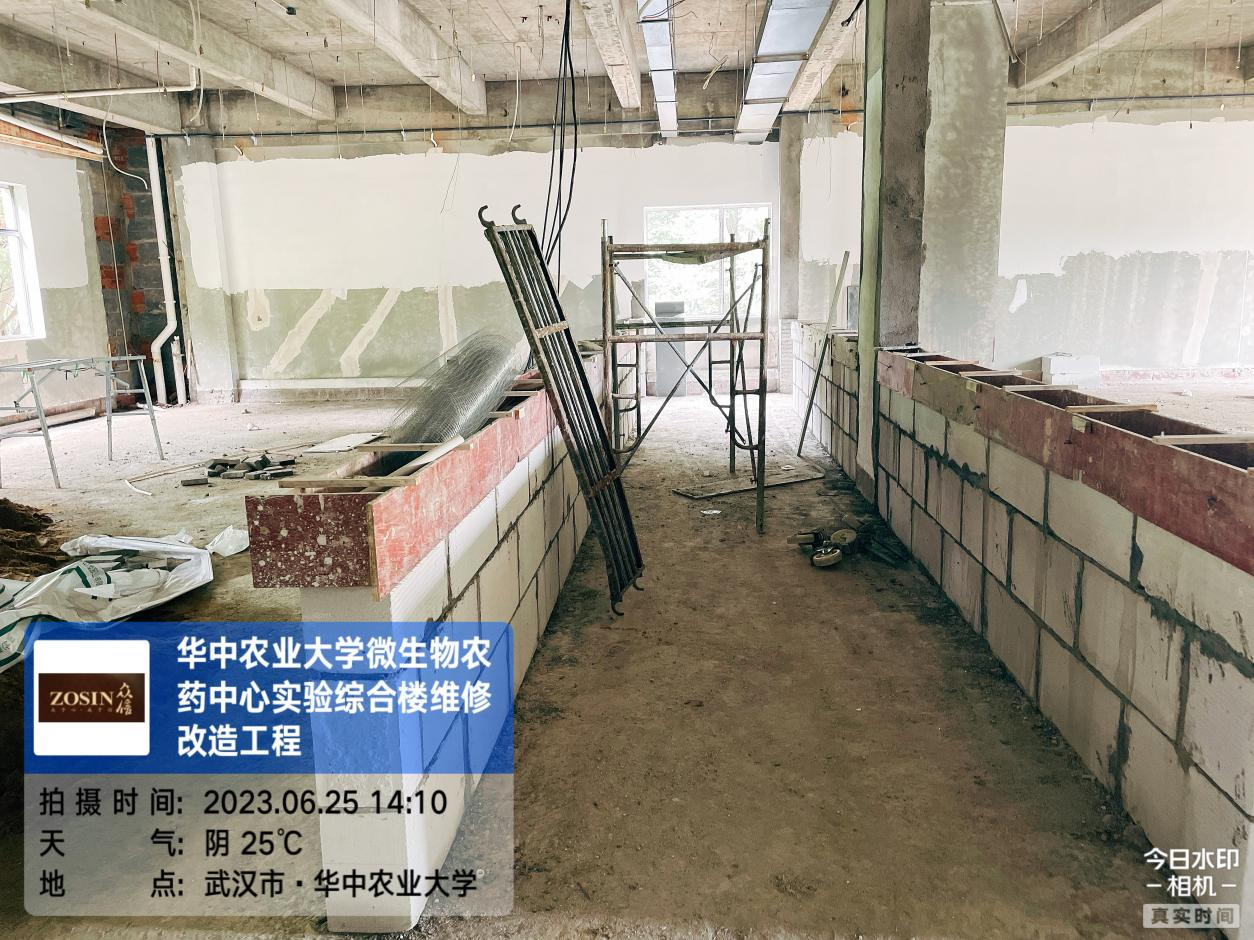 华中农业大学微生物农
药中心实验综合楼维修
改造工程
ZOSIN 众信
拍摄时间: 2023.06.25 14:10
天气: 阴 25℃
地点: 武汉市·华中农业大学
今日水印
-相机-
真实时间